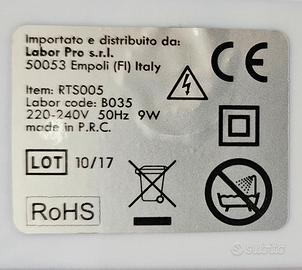 Importato e distribuito da:
Labor Pro s.r.l.
50053 Empoli (FI) Italy
Item: RTS005
Labor code: B035
220-240V 50Hz 9W
made in P.R.C.
LOT 10/17
RoHS
CE
subito